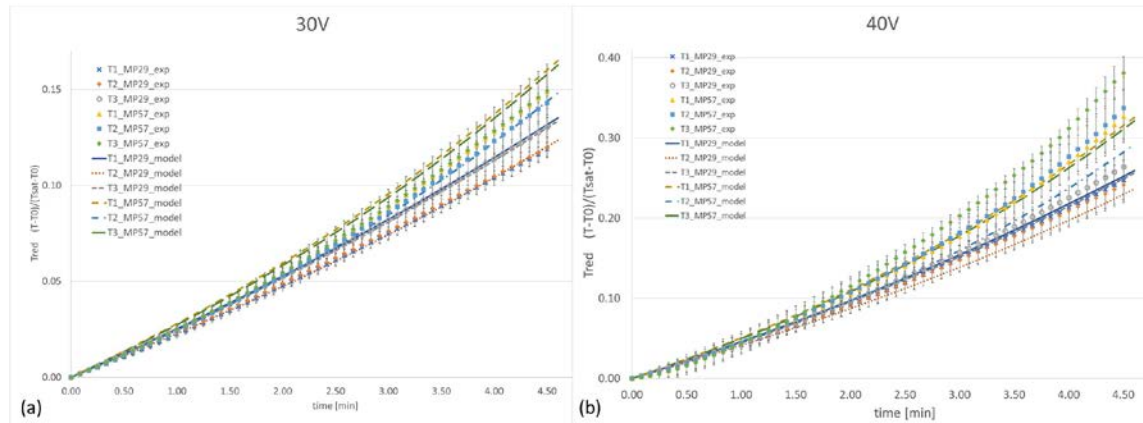 30V
T1_MP29_exp
T2_MP29_exp
T3_MP29_exp
T1_MP57_exp
T2_MP57_exp
T3_MP57_exp
T1_MP29_model
T2_MP29_model
T3_MP29_model
T1_MP57_model
T2_MP57_model
T3_MP57_model
Tred (T-T0)/(Tsat-T0)
0.15
0.10
0.05
0.00
0.00 0.50 1.00 1.50 2.00 2.50 3.00 3.50 4.00 4.50
time [min]
(a)
40V
T1_MP29_exp
T2_MP29_exp
T3_MP29_exp
T1_MP57_exp
T2_MP57_exp
T3_MP57_exp
T1_MP29_model
T2_MP29_model
T3_MP29_model
T1_MP57_model
T2_MP57_model
T3_MP57_model
Tred (T-T0)/(Tsat-T0)
0.40
0.30
0.20
0.10
0.00
0.00 0.50 1.00 1.50 2.00 2.50 3.00 3.50 4.00 4.50
time [min]
(b)